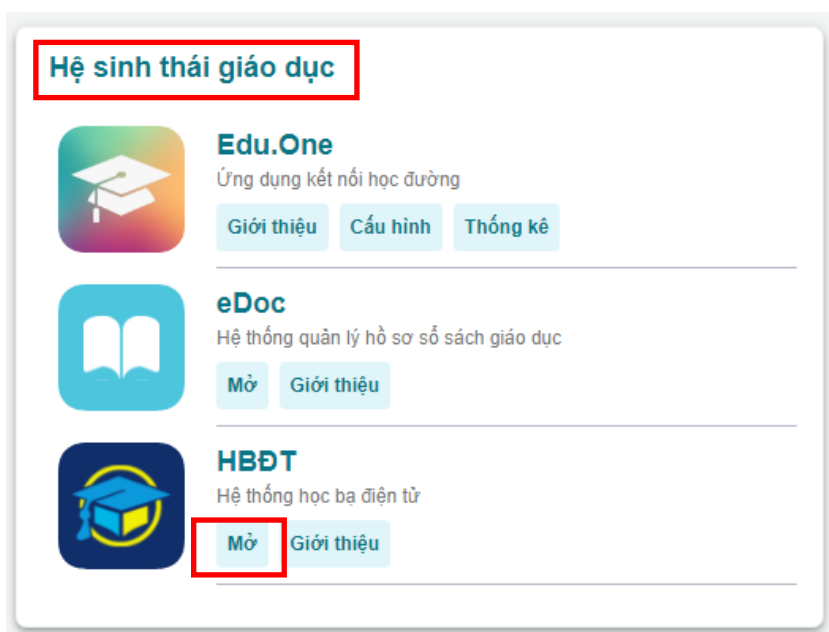 Hệ sinh thái giáo dục
Edu.One
Ứng dụng kết nối học đường
Giới thiệu Cấu hình Thống kê
eDoc
Hệ thống quản lý hồ sơ sổ sách giáo dục
Mở Giới thiệu
HBĐT
Hệ thống học bạ điện tử
Mở Giới thiệu